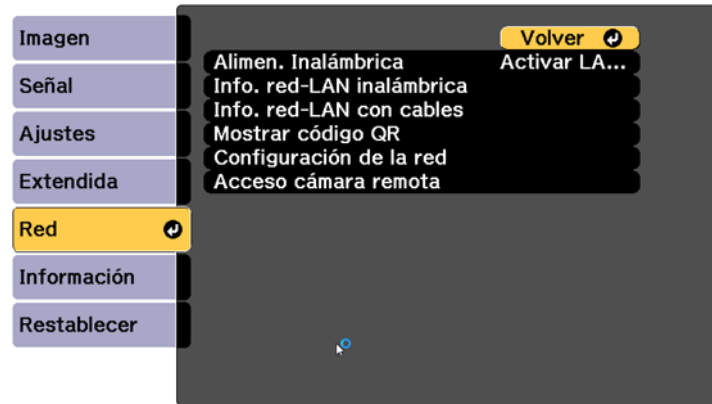 Imagen
Señal
Ajustes
Extendida
Red
Información
Restablecer
Volver
Alimen. Inalámbrica Activar LA...
Info. red-LAN inalámbrica
Info. red-LAN con cables
Mostrar código QR
Configuración de la red
Acceso cámara remota